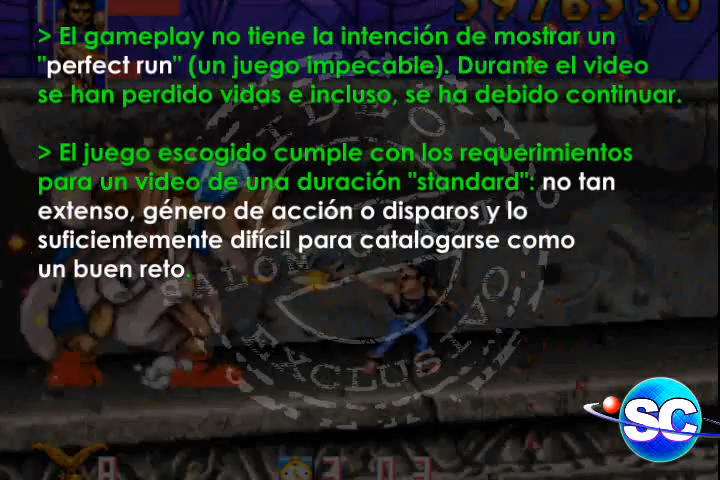 5976550
> El gameplay no tiene la intención de mostrar un
"perfect run" (un juego impecable). Durante el video
se han perdido vidas e incluso, se ha debido continuar.
> El juego escogido cumple con los requerimientos
para un video de una duración "standard": no tan
extenso, género de acción o disparos y lo
suficientemente difícil para catalogarse como
un buen reto.
VIDEO
EXCLUSIVO
SC